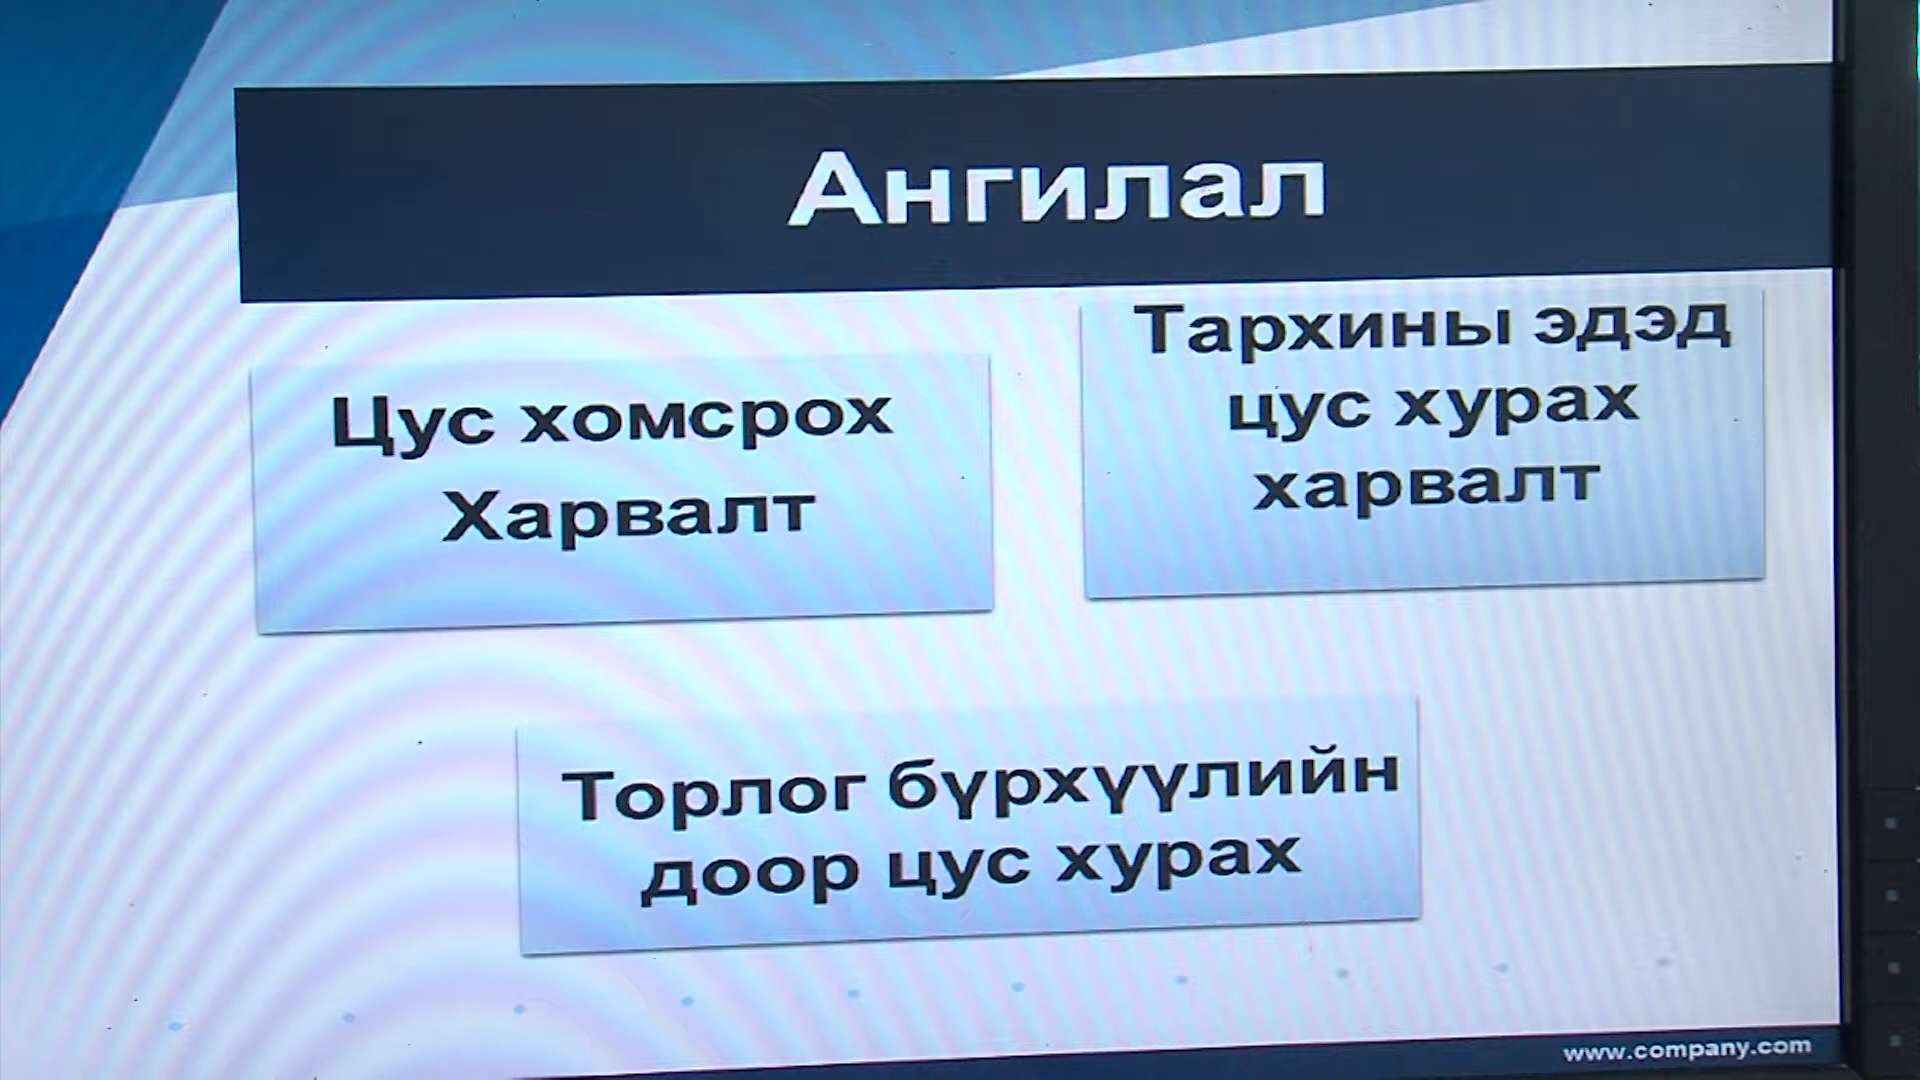 Ангилал
Цус хомсрох
Харвалт
Тархины эдэд
цус хурах
харвалт
Торлог бүрхүүлийн
доор цус хурах
www.company.com